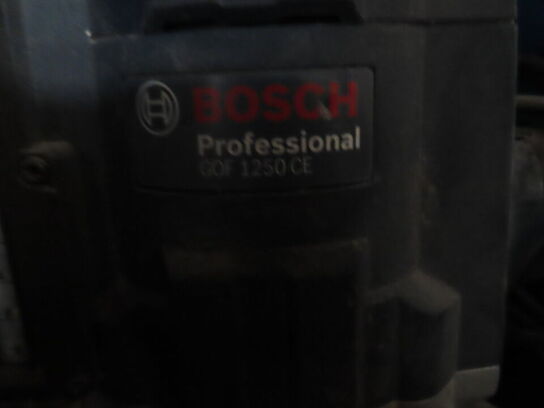 BOSCH
Professional
GOF 1250 CE